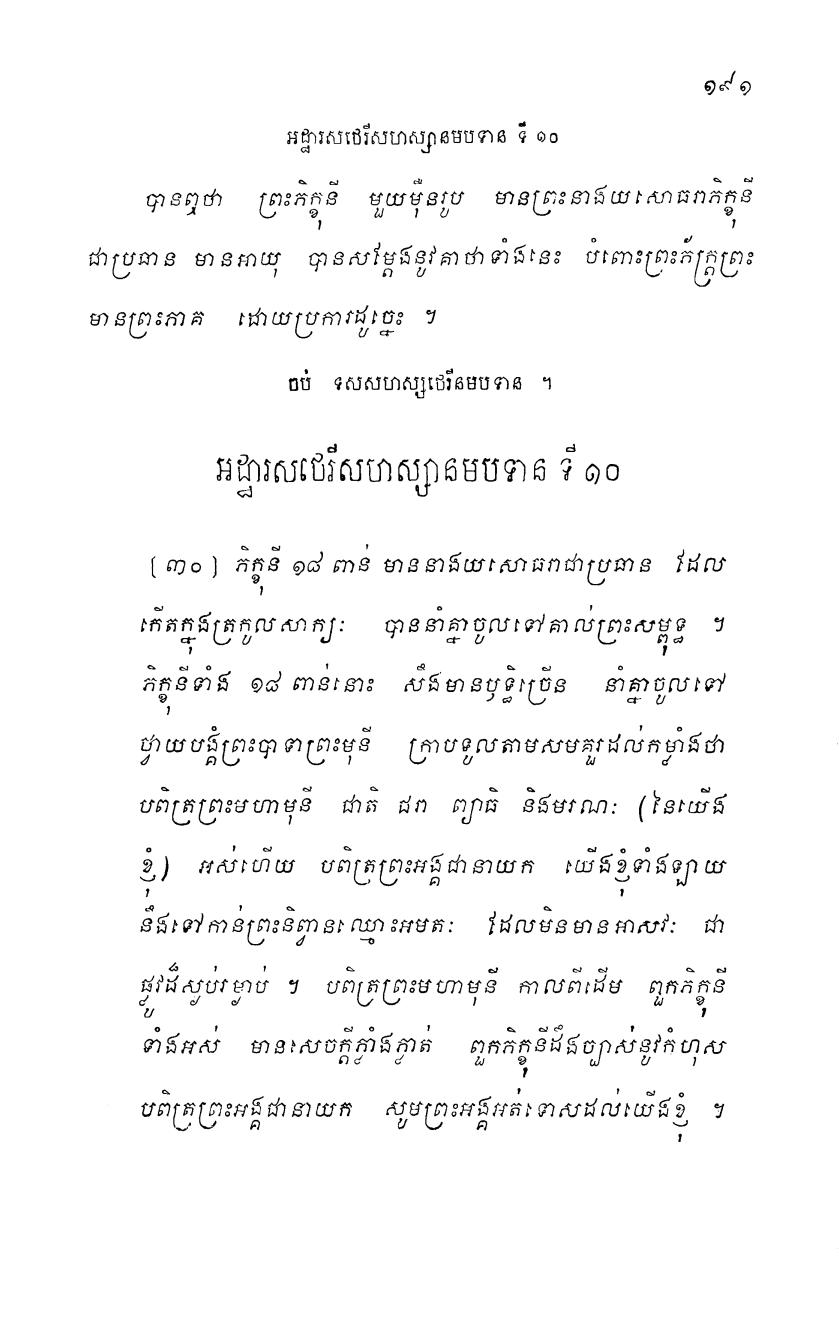 ១៩១
អដ្ឋារសថេរីសហស្សានមបទាន ទី ១០
បានឮថា ព្រះភិក្ខុនី មួយម៉ឺនរូប មានព្រះនាងយសោធរាភិក្ខុនី
ជាប្រធាន មានអាយុ បានសម្តែងនូវគាថាទាំងនេះ ចំពោះព្រះភ័ក្ត្រព្រះ
មានព្រះភាគ ដោយប្រការដូច្នេះ ។
ចប់ ទសសហស្សថេរីនមបទាន ។
អដ្ឋារសថេរីសហស្សានមបទាន ទី ១០
[៣០] ភិក្ខុនី ១៨ ពាន់ មាននាងយសោធរាជាប្រធាន ដែល
កើតក្នុងត្រកូលសាក្យៈ បាននាំគ្នាចូលទៅគាល់ព្រះសម្ពុទ្ធ ។
ភិក្ខុនីទាំង ១៨ ពាន់នោះ សឹងមានឫទ្ធិច្រើន នាំគ្នាចូលទៅ
ថ្វាយបង្គំព្រះបាទាព្រះមុនី ក្រាបទូលតាមសមគួរដល់កម្លាំងថា
បពិត្រព្រះមហាមុនី ជាតិ ជរា ព្យាធិ និងមរណៈ (នៃយើង
ខ្ញុំ) អស់ហើយ បពិត្រព្រះអង្គជានាយក យើងខ្ញុំទាំងឡាយ
នឹងទៅកាន់ព្រះនិព្វានឈ្មោះអមតៈ ដែលមិនមានអាសវៈ ជា
ផ្លូវដ៏ស្ងប់រម្ងាប់ ។ បពិត្រព្រះមហាមុនី កាលពីដើម ពួកភិក្ខុនី
ទាំងអស់ មានសេចក្តីភ្លាំងភ្លាត់ ពួកភិក្ខុនីដឹងច្បាស់នូវកំហុស
បពិត្រព្រះអង្គជានាយក សូមព្រះអង្គអត់ទោសដល់យើងខ្ញុំ ។